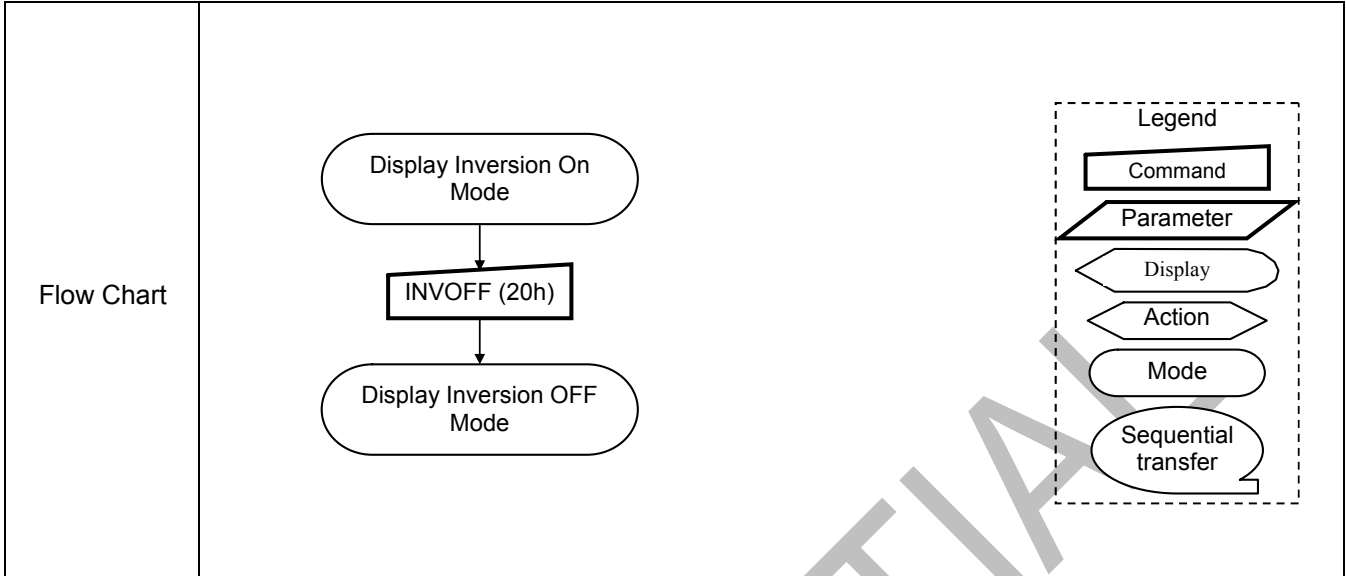 Flow Chart
Display Inversion On
Mode
INVOFF (20h)
Display Inversion OFF
Mode
Legend
Command
Parameter
Display
Action
Mode
Sequential
transfer
TIAL